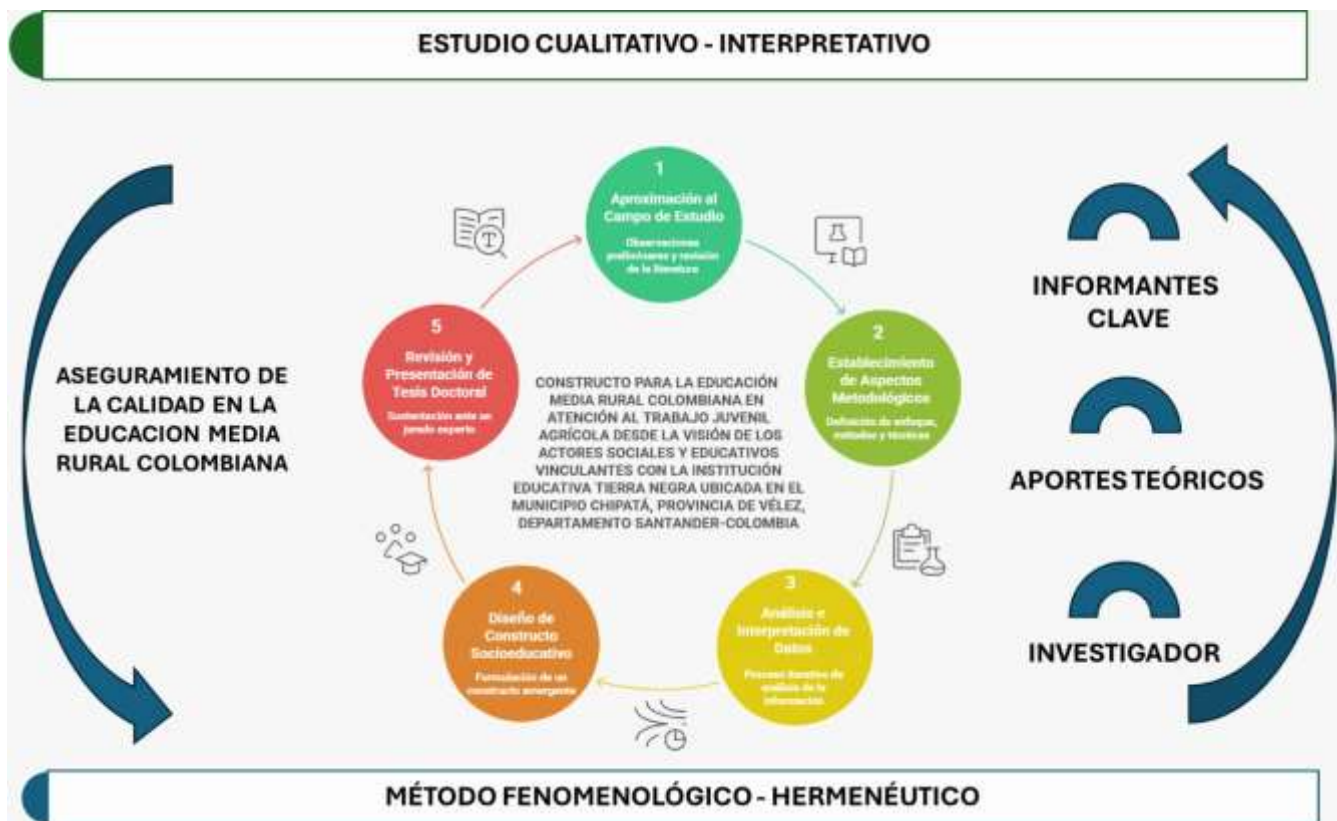 ESTUDIO CUALITATIVO - INTERPRETATIVO
1
Aproximación al
Campo de Estudio
Observaciones
preliminares y revisión
de la literatura
2
Establecimiento
de Aspectos
Metodológicos
Definición de enfoque,
métodos y técnicas
3
Análisis e
Interpretación de
Datos
Proceso iterativo de
análisis de la
información
4
Diseño de
Constructo
Socioeducativo
Formulación de un
constructo emergente
5
Revisión y
Presentación de
Tesis Doctoral
Sustentación ante un
jurado experto
CONSTRUCTO PARA LA EDUCACIÓN
MEDIA RURAL COLOMBIANA EN
ATENCIÓN AL TRABAJO JUVENIL
AGRÍCOLA DESDE LA VISIÓN DE LOS
ACTORES SOCIALES Y EDUCATIVOS
VINCULANTES CON LA INSTITUCIÓN
EDUCATIVA TIERRA NEGRA UBICADA EN EL
MUNICIPIO CHIPATÁ, PROVINCIA DE VÉLEZ,
DEPARTAMENTO SANTANDER-COLOMBIA
ASEGURAMIENTO DE
LA CALIDAD EN LA
EDUCACION MEDIA
RURAL COLOMBIANA
INFORMANTES
CLAVE
APORTES TEÓRICOS
INVESTIGADOR
MÉTODO FENOMENOLÓGICO - HERMENÉUTICO